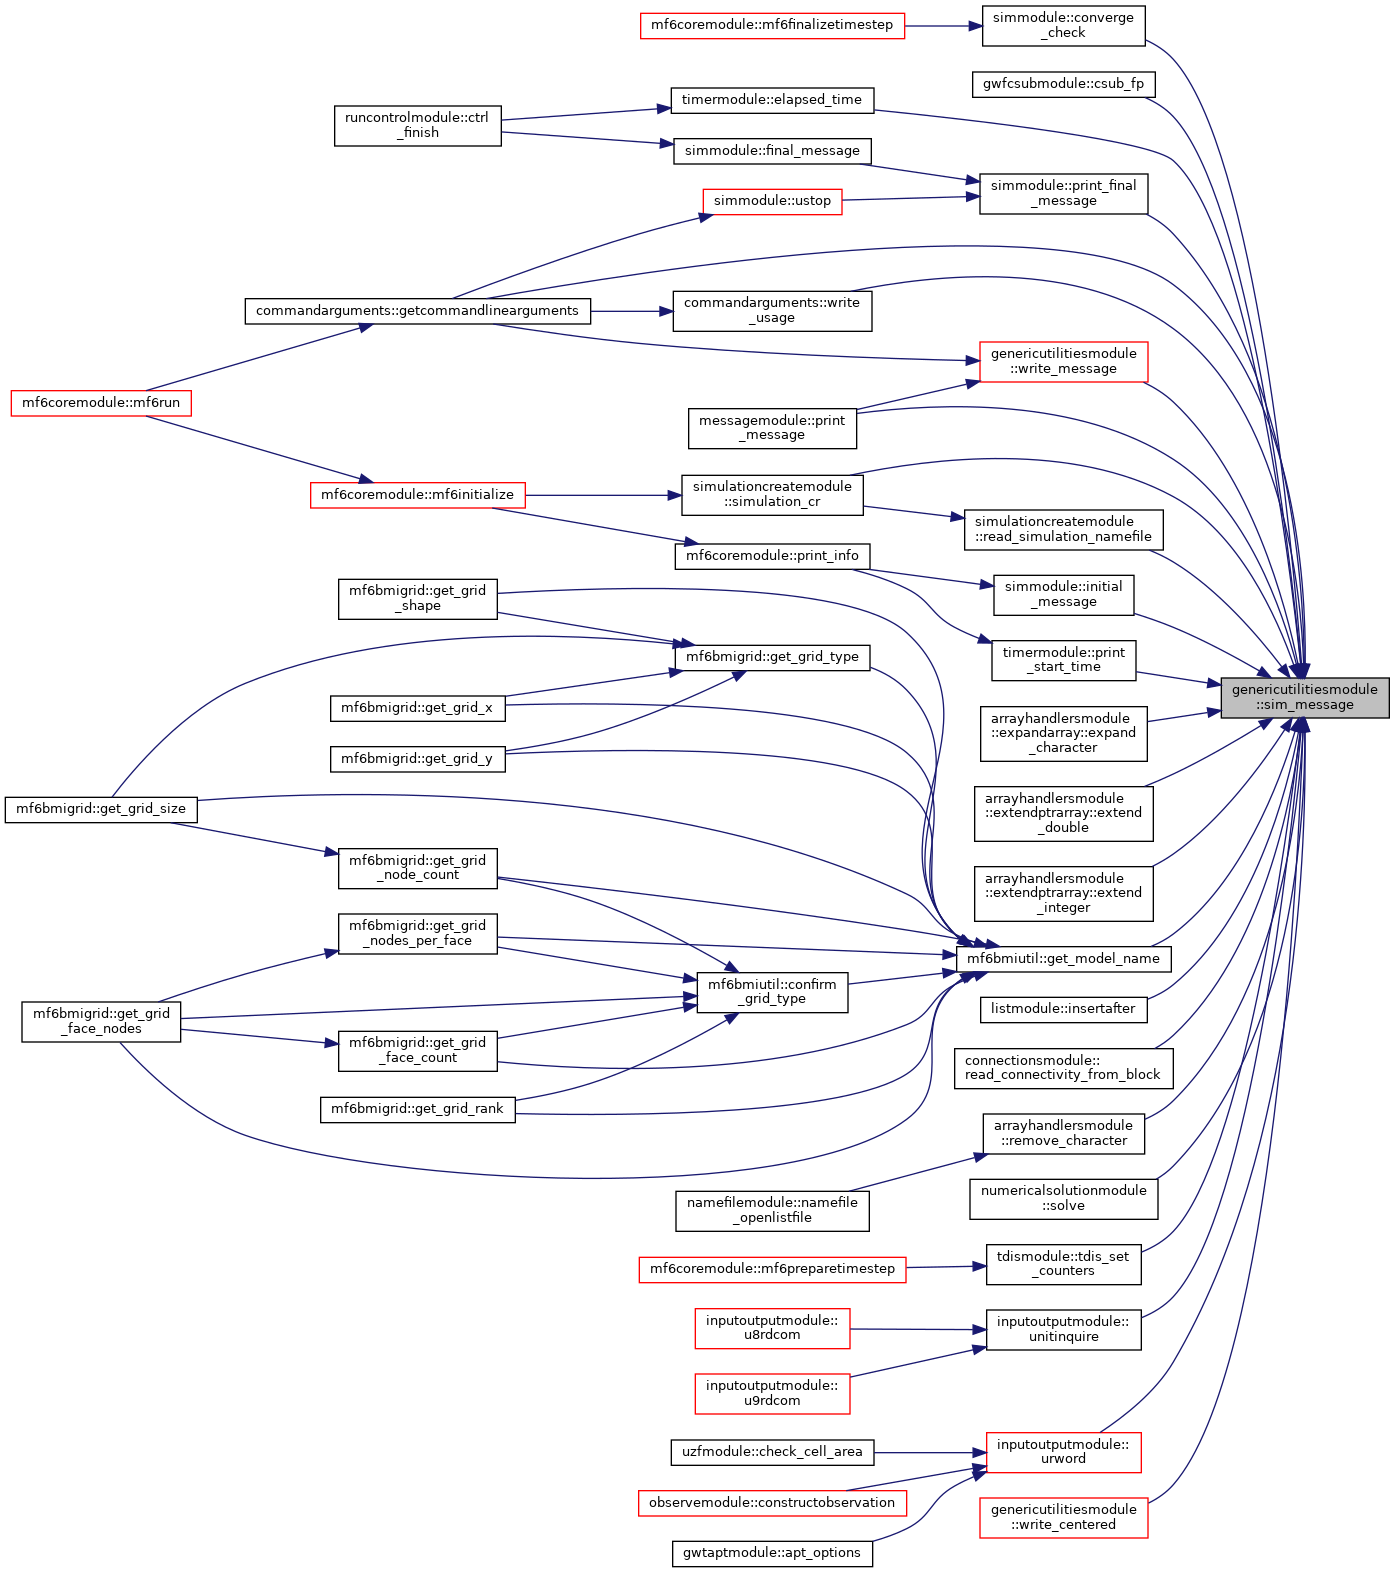 mf6coremodule::mf6finalizetimestep
simmodule::converge
_check
gwfcsubmodule::csub_fp
timermodule::elapsed_time
runcontrolmodule::ctrl
_finish
simmodule::final_message
simmodule::print_final
_message
simmodule::ustop
commandarguments::getcommandlinearguments
commandarguments::write
_usage
genericutilitiesmodule
::write_message
mf6coremodule::mf6run
messagemodule::print
_message
mf6coremodule::mf6initialize
simulationcreatemodule
::simulation_cr
simulationcreatemodule
::read_simulation_namefile
mf6coremodule::print_info
simmodule::initial
_message
mf6bmigrid::get_grid
_shape
mf6bmigrid::get_grid_type
timermodule::print
_start_time
genericutilitiesmodule
::sim_message
mf6bmigrid::get_grid_x
arrayhandlersmodule
::expandarray::expand
_character
mf6bmigrid::get_grid_y
mf6bmigrid::get_grid_size
arrayhandlersmodule
::extendptrarray::extend
_double
mf6bmigrid::get_grid
_node_count
arrayhandlersmodule
::extendptrarray::extend
_integer
mf6bmigrid::get_grid
_nodes_per_face
mf6bmiutil::get_model_name
mf6bmiutil::confirm
_grid_type
mf6bmigrid::get_grid
_face_nodes
listmodule::insertafter
mf6bmigrid::get_grid
_face_count
connectionsmodule::
read_connectivity_from_block
mf6bmigrid::get_grid_rank
arrayhandlersmodule
::remove_character
namefilemodule::namefile
_openlistfile
numericalsolutionmodule
::solve
mf6coremodule::mf6preparetimestep
tdismodule::tdis_set
_counters
inputoutputmodule::
u8rdcom
inputoutputmodule::
unitinquire
inputoutputmodule::
u9rdcom
uzfmodule::check_cell_area
inputoutputmodule::
urword
observemodule::constructobservation
genericutilitiesmodule
::write_centered
gwtaptmodule::apt_options